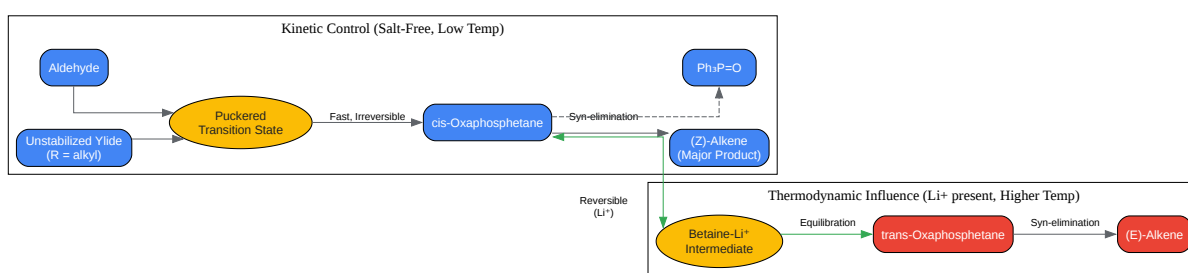 Kinetic Control (Salt-Free, Low Temp)
Aldehyde
Ph₃P=O
Puckered
Transition State
Fast, Irreversible
cis-Oxaphosphetane
Syn-elimination
Unstabilized Ylide
(R = alkyl)
(Z)-Alkene
(Major Product)
Reversible
(Li⁺)
Thermodynamic Influence (Li+ present, Higher Temp)
Betaine-Li⁺
Intermediate
Equilibration
trans-Oxaphosphetane
Syn-elimination
(E)-Alkene